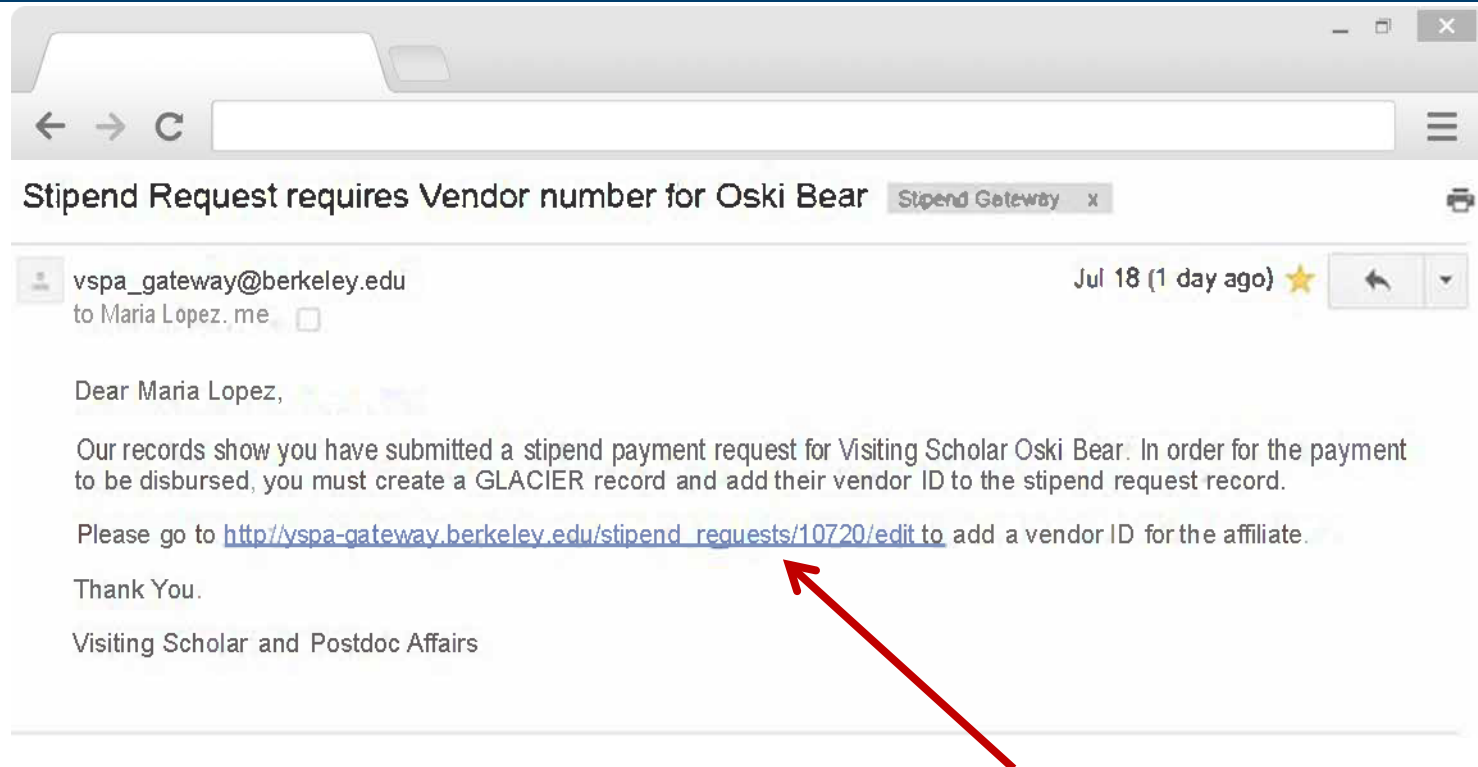 Stipend Request requires Vendor number for Oski Bear Stipend Gateway x
vspa_gateway@berkeley.edu Jul 18 (1 day ago)
to Maria Lopez. me
Dear Maria Lopez,
Our records show you have submitted a stipend payment request for Visiting Scholar Oski Bear. In order for the payment
to be disbursed, you must create a GLACIER record and add their vendor ID to the stipend request record.
Please go to http://vspa-gateway.berkeley.edu/stipend_requests/10720/edit to add a vendor ID for the affiliate.
Thank You.
Visiting Scholar and Postdoc Affairs